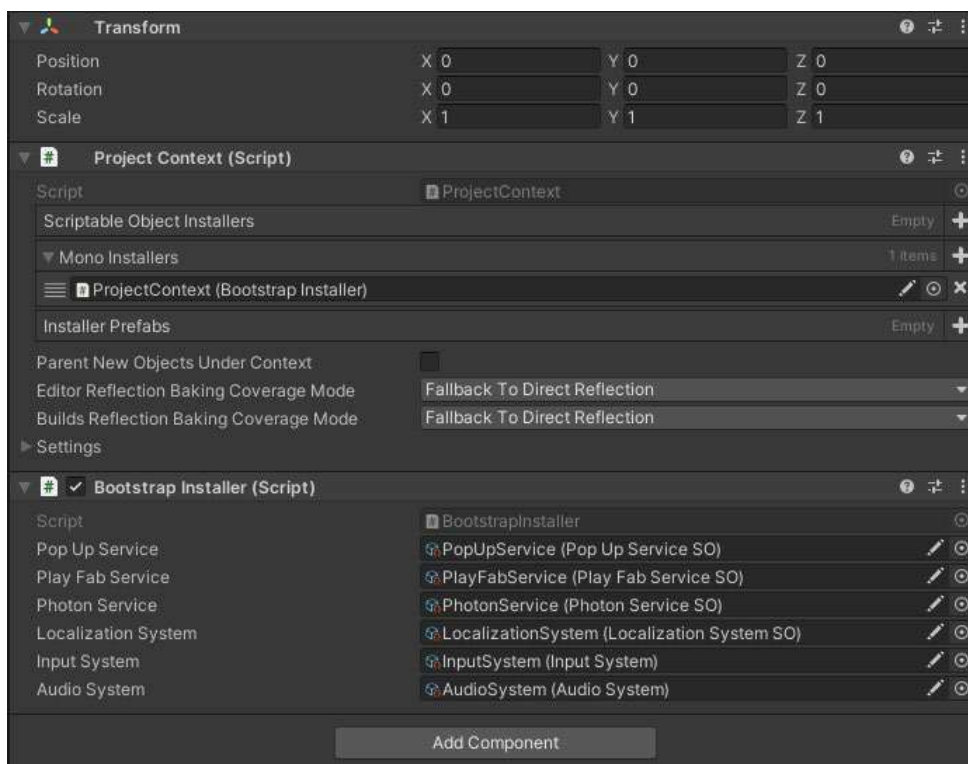 Transform
Position X 0 Y 0 Z 0
Rotation X 0 Y 0 Z 0
Scale X 1 Y 1 Z 1
# Project Context (Script)
Script # ProjectContext
Scriptable Object Installers Empty +
Mono Installers 1 items +
# ProjectContext (Bootstrap Installer)
Installer Prefabs Empty +
Parent New Objects Under Context
Editor Reflection Baking Coverage Mode Fallback To Direct Reflection
Builds Reflection Baking Coverage Mode Fallback To Direct Reflection
Settings
# Bootstrap Installer (Script)
Script # BootstrapInstaller
Pop Up Service PopUpService (Pop Up Service SO)
Play Fab Service PlayFabService (Play Fab Service SO)
Photon Service PhotonService (Photon Service SO)
Localization System LocalizationSystem (Localization System SO)
Input System InputSystem (Input System)
Audio System AudioSystem (Audio System)
Add Component